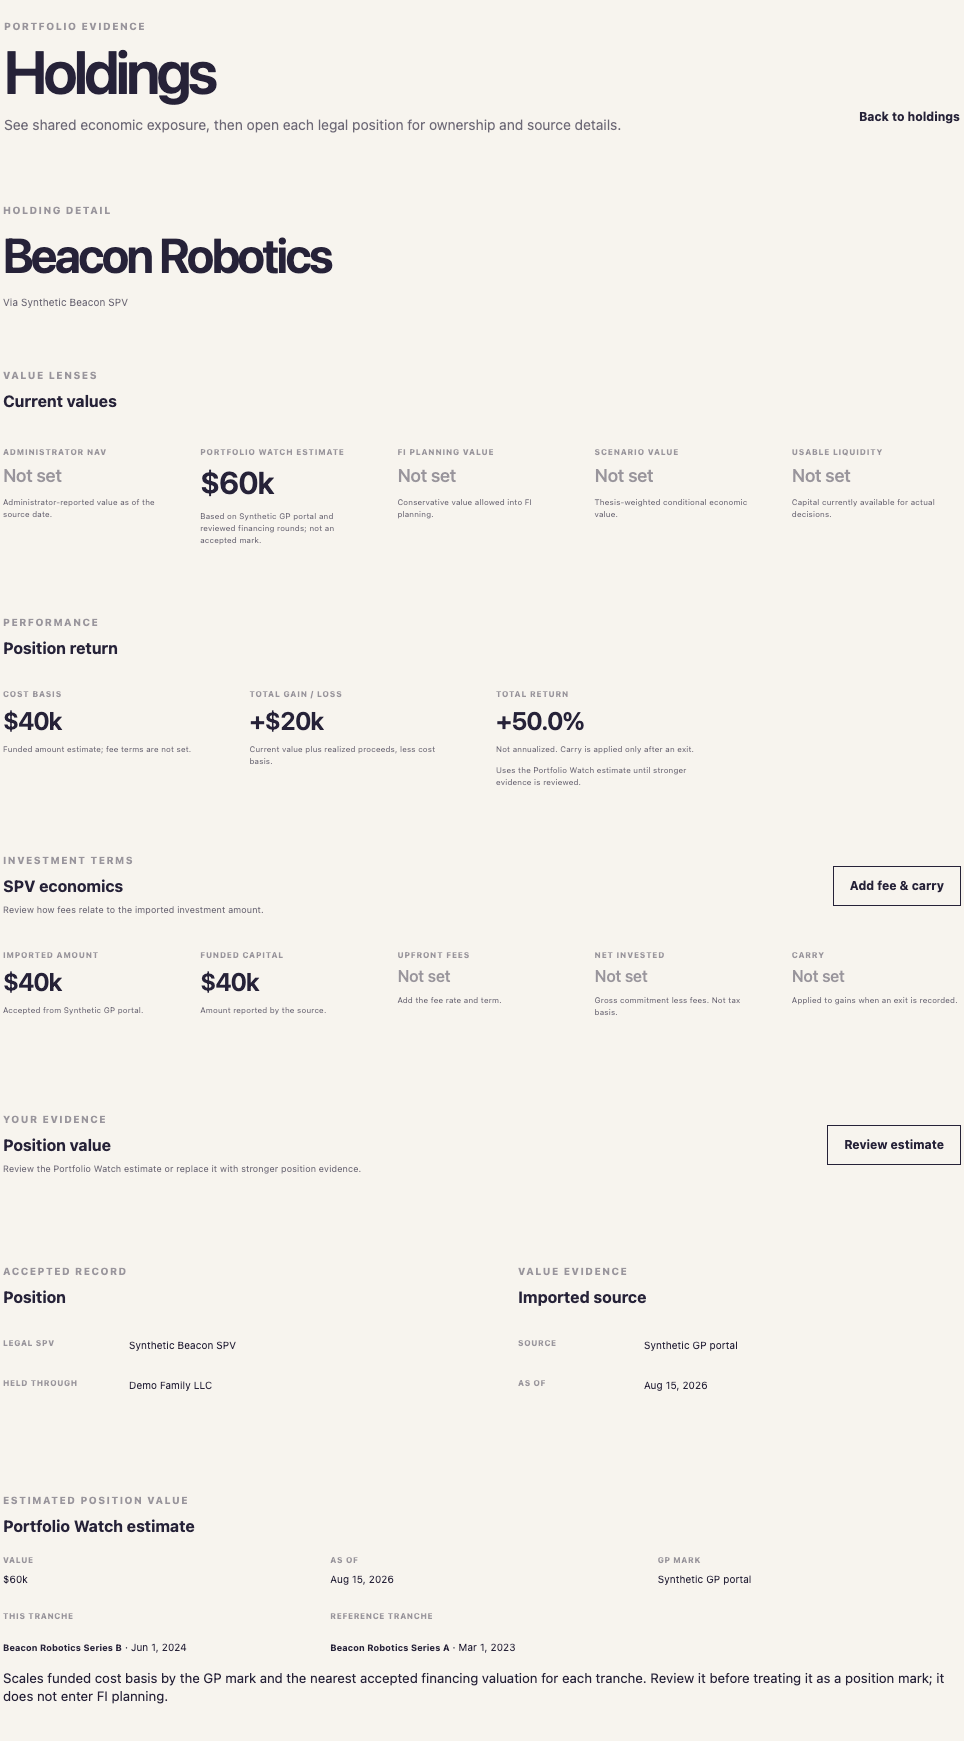 PORTFOLIO EVIDENCE
Holdings
See shared economic exposure, then open each legal position for ownership and source details.
Back to holdings
HOLDING DETAIL
Beacon Robotics
Via Synthetic Beacon SPV
VALUE LENSES
Current values
ADMINISTRATOR NAV
Not set
Administrator-reported value as of the
source date.
PORTFOLIO WATCH ESTIMATE
$60k
Based on Synthetic GP portal and
reviewed financing rounds; not an
accepted mark.
FI PLANNING VALUE
Not set
Conservative value allowed into FI
planning.
SCENARIO VALUE
Not set
Thesis-weighted conditional economic
value.
USABLE LIQUIDITY
Not set
Capital currently available for actual
decisions.
PERFORMANCE
Position return
COST BASIS
$40k
Funded amount estimate; fee terms are not set.
TOTAL GAIN / LOSS
+$20k
Current value plus realized proceeds, less cost
basis.
TOTAL RETURN
+50.0%
Not annualized. Carry is applied only after an exit.
Uses the Portfolio Watch estimate until stronger
evidence is reviewed.
INVESTMENT TERMS
SPV economics
Review how fees relate to the imported investment amount.
Add fee & carry
IMPORTED AMOUNT
$40k
Accepted from Synthetic GP portal.
FUNDED CAPITAL
$40k
Amount reported by the source.
UPFRONT FEES
Not set
Add the fee rate and term.
NET INVESTED
Not set
Gross commitment less fees. Not tax
basis.
CARRY
Not set
Applied to gains when an exit is recorded.
YOUR EVIDENCE
Position value
Review the Portfolio Watch estimate or replace it with stronger position evidence.
Review estimate
ACCEPTED RECORD
Position
LEGAL SPV
Synthetic Beacon SPV
HELD THROUGH
Demo Family LLC
VALUE EVIDENCE
Imported source
SOURCE
Synthetic GP portal
AS OF
Aug 15, 2026
ESTIMATED POSITION VALUE
Portfolio Watch estimate
VALUE
$60k
AS OF
Aug 15, 2026
GP MARK
Synthetic GP portal
THIS TRANCHE
Beacon Robotics Series B · Jun 1, 2024
REFERENCE TRANCHE
Beacon Robotics Series A · Mar 1, 2023
Scales funded cost basis by the GP mark and the nearest accepted financing valuation for each tranche. Review it before treating it as a position mark; it
does not enter FI planning.